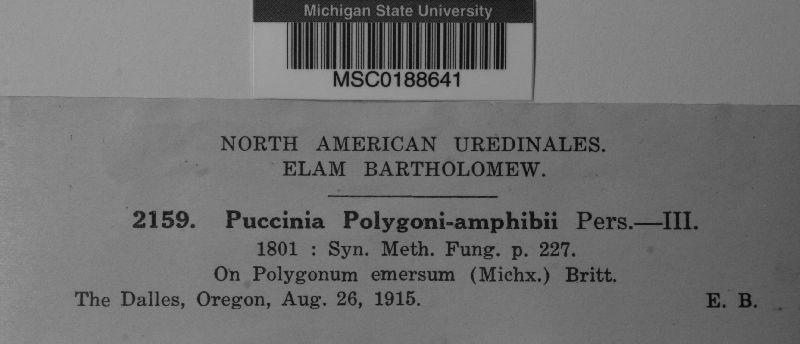 Michigan State University
MSC0188641
NORTH AMERICAN UREDINALES.
ELAM BARTHOLOMEW.
2159. Puccinia Polygoni-amphibii Pers.—III.
1801 : Syn. Meth. Fung. p. 227.
On Polygonum emersum (Michx.) Britt.
The Dalles, Oregon, Aug. 26, 1915. E. B.